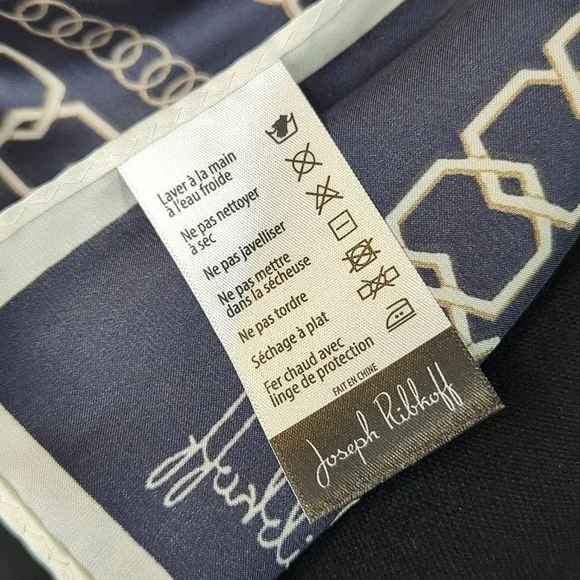 Laver à la main
à l'eau froide
Ne pas nettoyer
à sec
Ne pas javelliser
Ne pas mettre
dans la sécheuse
Ne pas tordre
Séchage à plat
Fer chaud avec
linge de protection
FAIT EN CHINE
Joseph Ribkoff